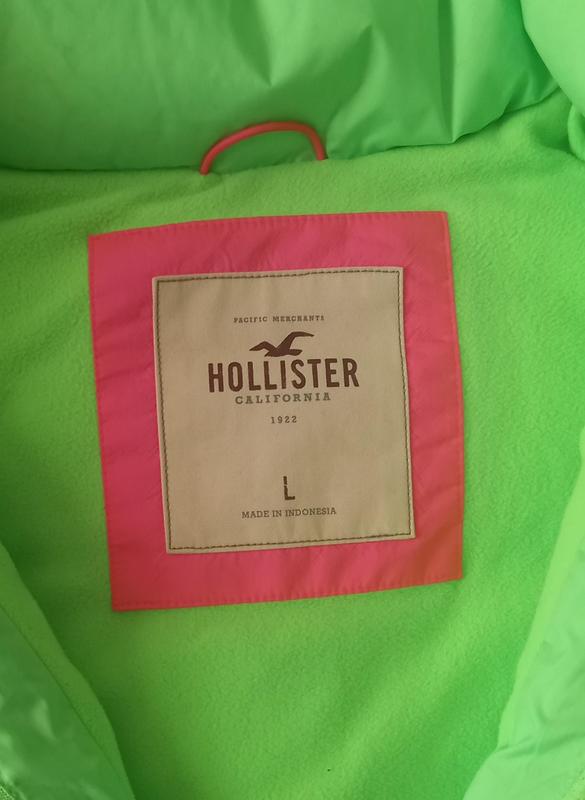 PACIFIC MERCHANTS
HOLLISTER
CALIFORNIA
1922
L
MADE IN INDONESIA